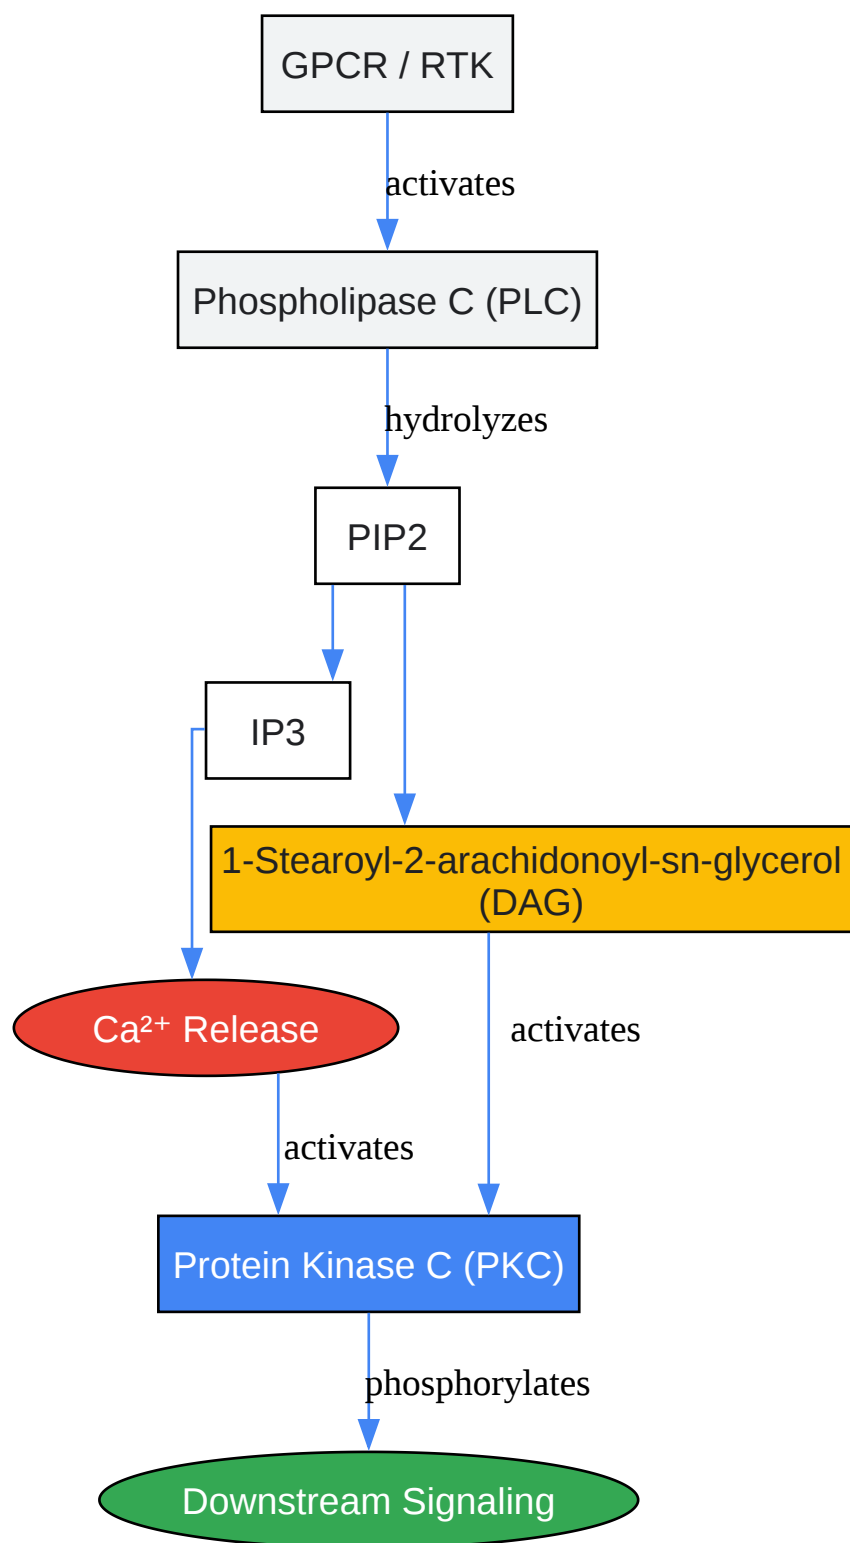 GPCR / RTK
activates
Phospholipase C (PLC)
hydrolyzes
PIP2
IP3
1-Stearoyl-2-arachidonoyl-sn-glycerol
(DAG)
Ca²⁺ Release
activates
activates
Protein Kinase C (PKC)
phosphorylates
Downstream Signaling